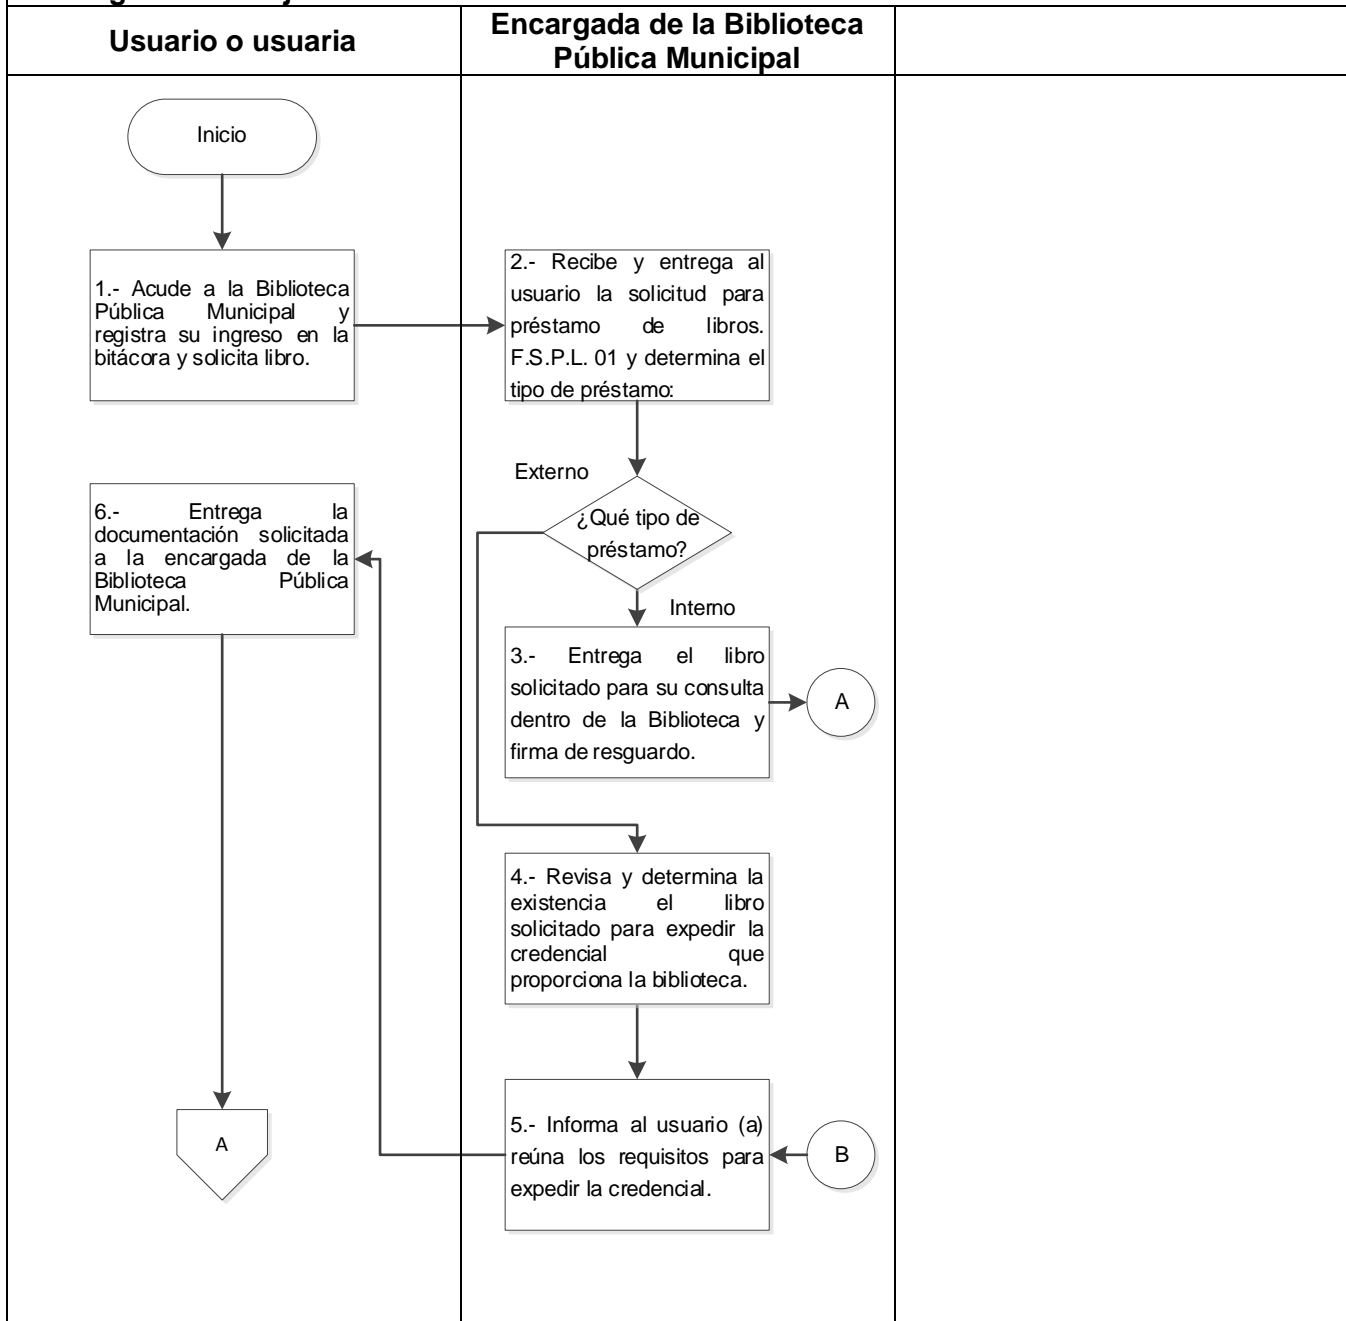 Usuario o usuaria
Encargada de la Biblioteca
Pública Municipal
Inicio
1.- Acude a la Biblioteca
Pública Municipal y
registra su ingreso en la
bitácora y solicita libro.
2.- Recibe y entrega al
usuario la solicitud para
préstamo de libros.
F.S.P.L. 01 y determina el
tipo de préstamo:
Externo
¿Qué tipo de
préstamo?
Interno
3.- Entrega el libro
solicitado para su consulta
dentro de la Biblioteca y
firma de resguardo.
A
4.- Revisa y determina la
existencia el libro
solicitado para expedir la
credencial que
proporciona la biblioteca.
5.- Informa al usuario (a)
reúna los requisitos para
expedir la credencial.
B
6.- Entrega la
documentación solicitada
a la encargada de la
Biblioteca Pública
Municipal.
A